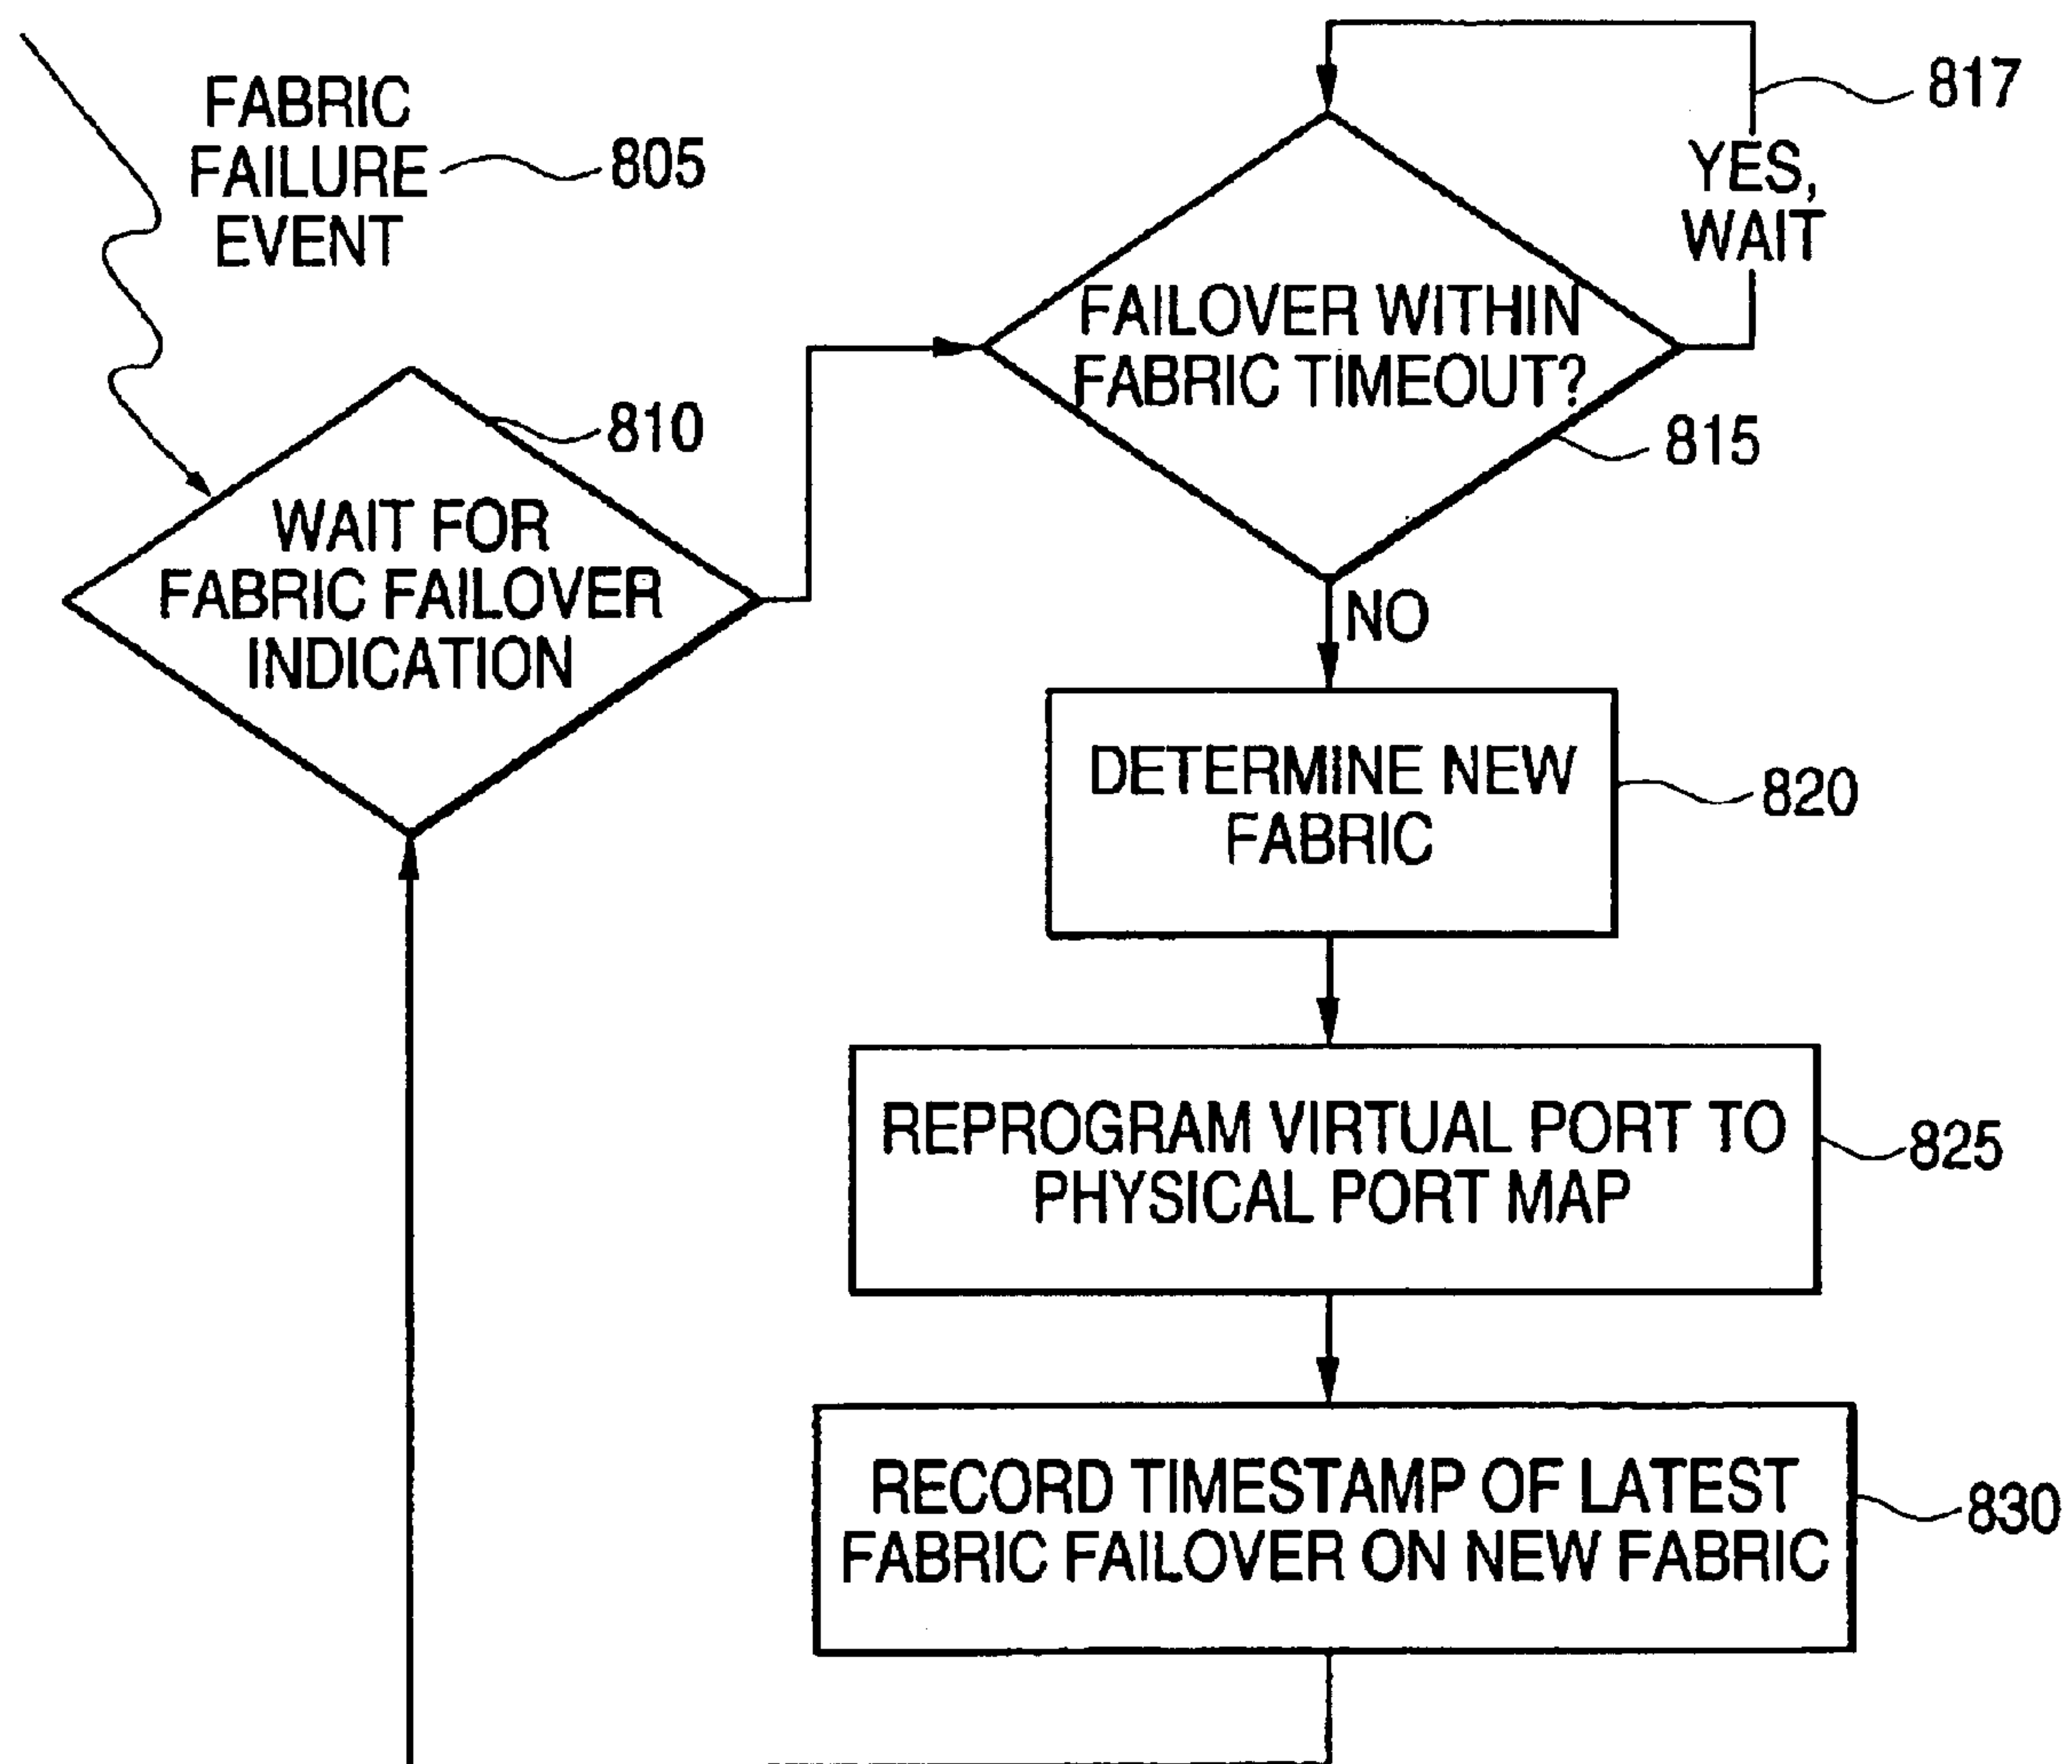 FABRIC
FAILURE
EVENT
805
817
YES,
WAIT
FAILOVER WITHIN
FABRIC TIMEOUT?
815
810
WAIT FOR
FABRIC FAILOVER
INDICATION
NO
DETERMINE NEW
FABRIC
820
REPROGRAM VIRTUAL PORT TO
PHYSICAL PORT MAP
825
RECORD TIMESTAMP OF LATEST
FABRIC FAILOVER ON NEW FABRIC
830